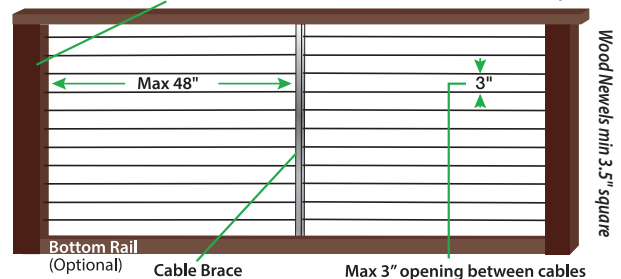 Max 48"
3"
Wood Newels min 3.5" square
Bottom Rail
(Optional)
Cable Brace
Max 3" opening between cables